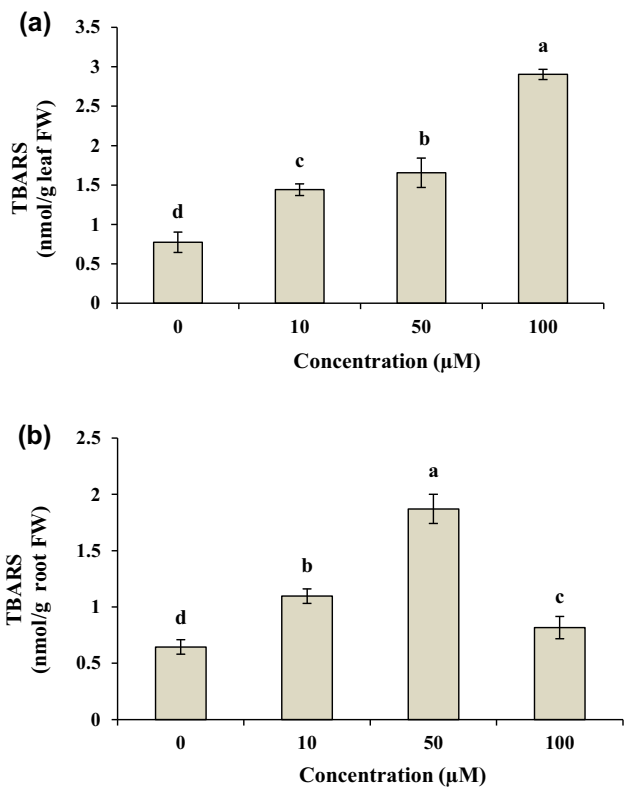 (a)
TBARS
(nmol/g leaf FW)
3.5
3
2.5
2
1.5
1
0.5
0
d
c
b
a
0 10 50 100
Concentration (µM)
(b)
TBARS
(nmol/g root FW)
2.5
2
1.5
1
0.5
0
d
b
a
c
0 10 50 100
Concentration (µM)